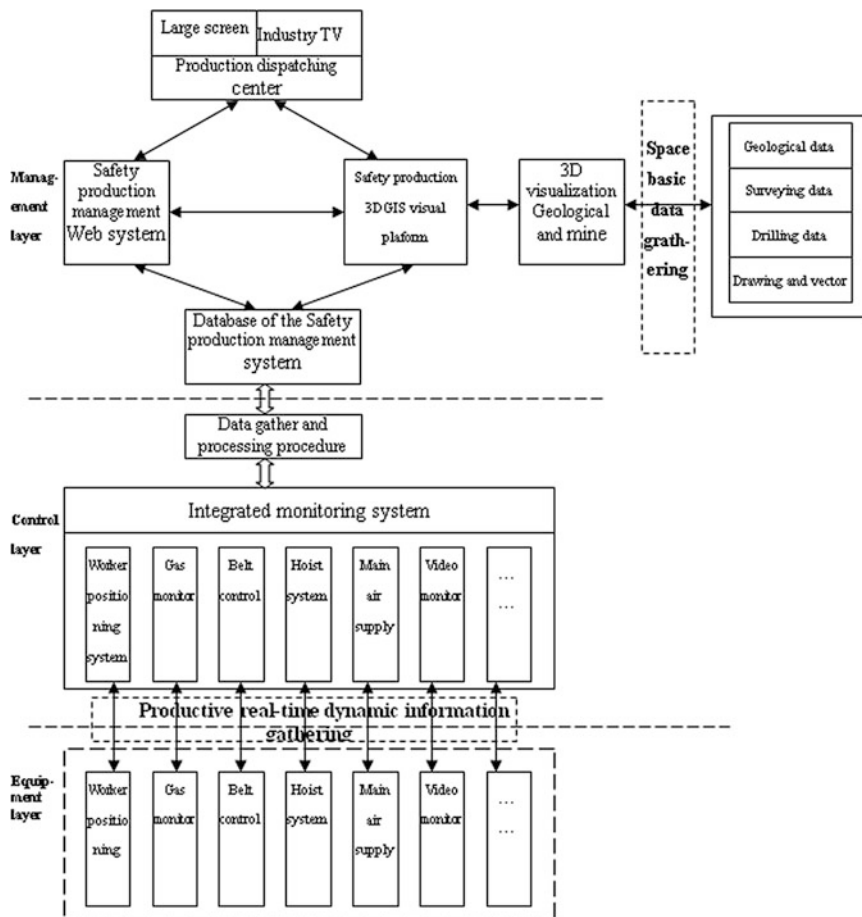 Large screen
Industry TV
Production dispatching
center
Manag-
ement
layer
Safety
production
management
Web system
Safety production
3D GIS visual
plaform
3D
visualization
Geological
and mine
Space
basic
data
grath-
ering
Geological data
Surveying data
Drilling data
Drawing and vector
Database of the Safety
production management
system
Data gather and
processing procedure
Control
layer
Integrated monitoring system
Worker
positio
ning
system
Gas
monitor
Belt
control
Hoist
system
Main
air
supply
Video
monitor
...
...
Productive real-time dynamic information
gathering
Equip-
ment
layer
Worker
positio
ning
Gas
monitor
Belt
control
Hoist
system
Main
air
supply
Video
monitor
...
...